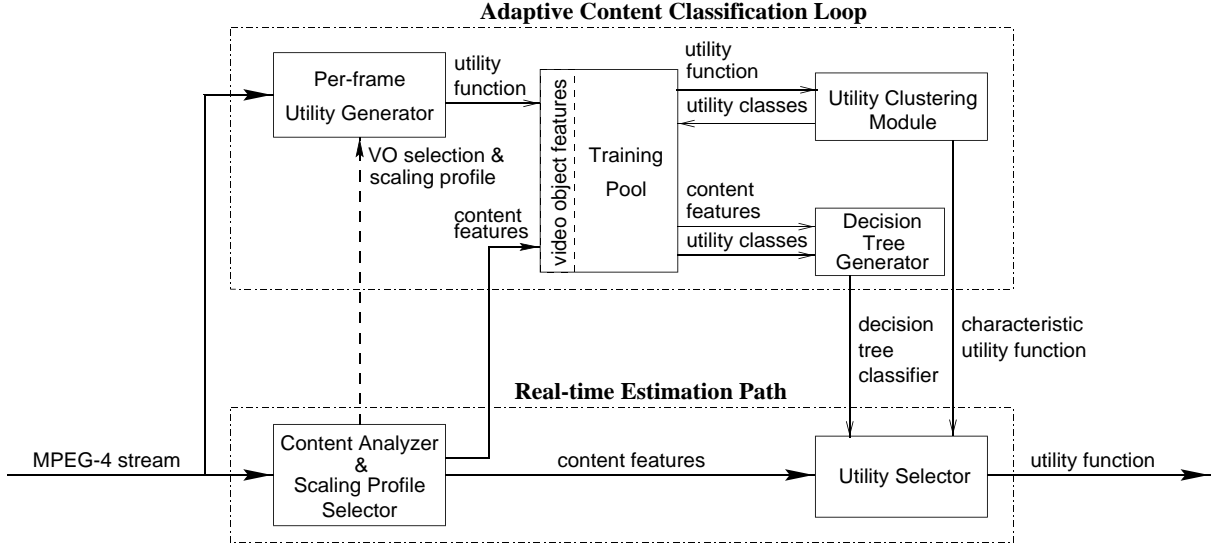 Adaptive Content Classification Loop
Per-frame
Utility Generator
utility
function
video object features
Training
Pool
utility
function
utility classes
Utility Clustering
Module
VO selection &
scaling profile
content
features
content
features
utility classes
Decision
Tree
Generator
decision
tree
classifier
characteristic
utility function
Real-time Estimation Path
MPEG-4 stream
Content Analyzer
&
Scaling Profile
Selector
content features
Utility Selector
utility function